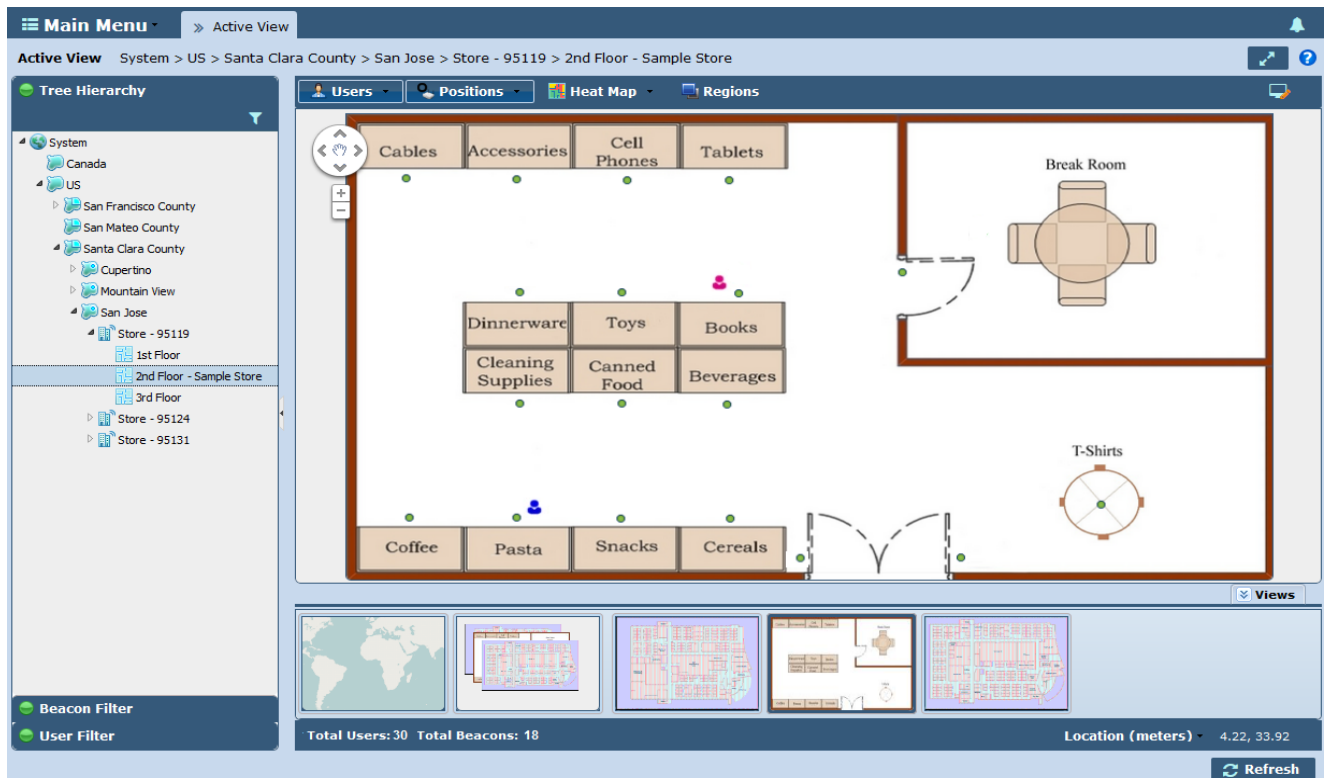 Main Menu
» Active View
Active View System > US > Santa Clara County > San Jose > Store - 95119 > 2nd Floor - Sample Store
?
Tree Hierarchy
System
Canada
US
San Francisco County
San Mateo County
Santa Clara County
Cupertino
Mountain View
San Jose
Store - 95119
1st Floor
2nd Floor - Sample Store
3rd Floor
Store - 95124
Store - 95131
Beacon Filter
User Filter
Users Positions Heat Map Regions
+
−
Cables Accessories Cell Phones Tablets
Break Room
Dinnerware Toys Books
Cleaning Supplies Canned Food Beverages
T-Shirts
Coffee Pasta Snacks Cereals
Views
Total Users: 30 Total Beacons: 18
Location (meters) 4.22, 33.92
Refresh